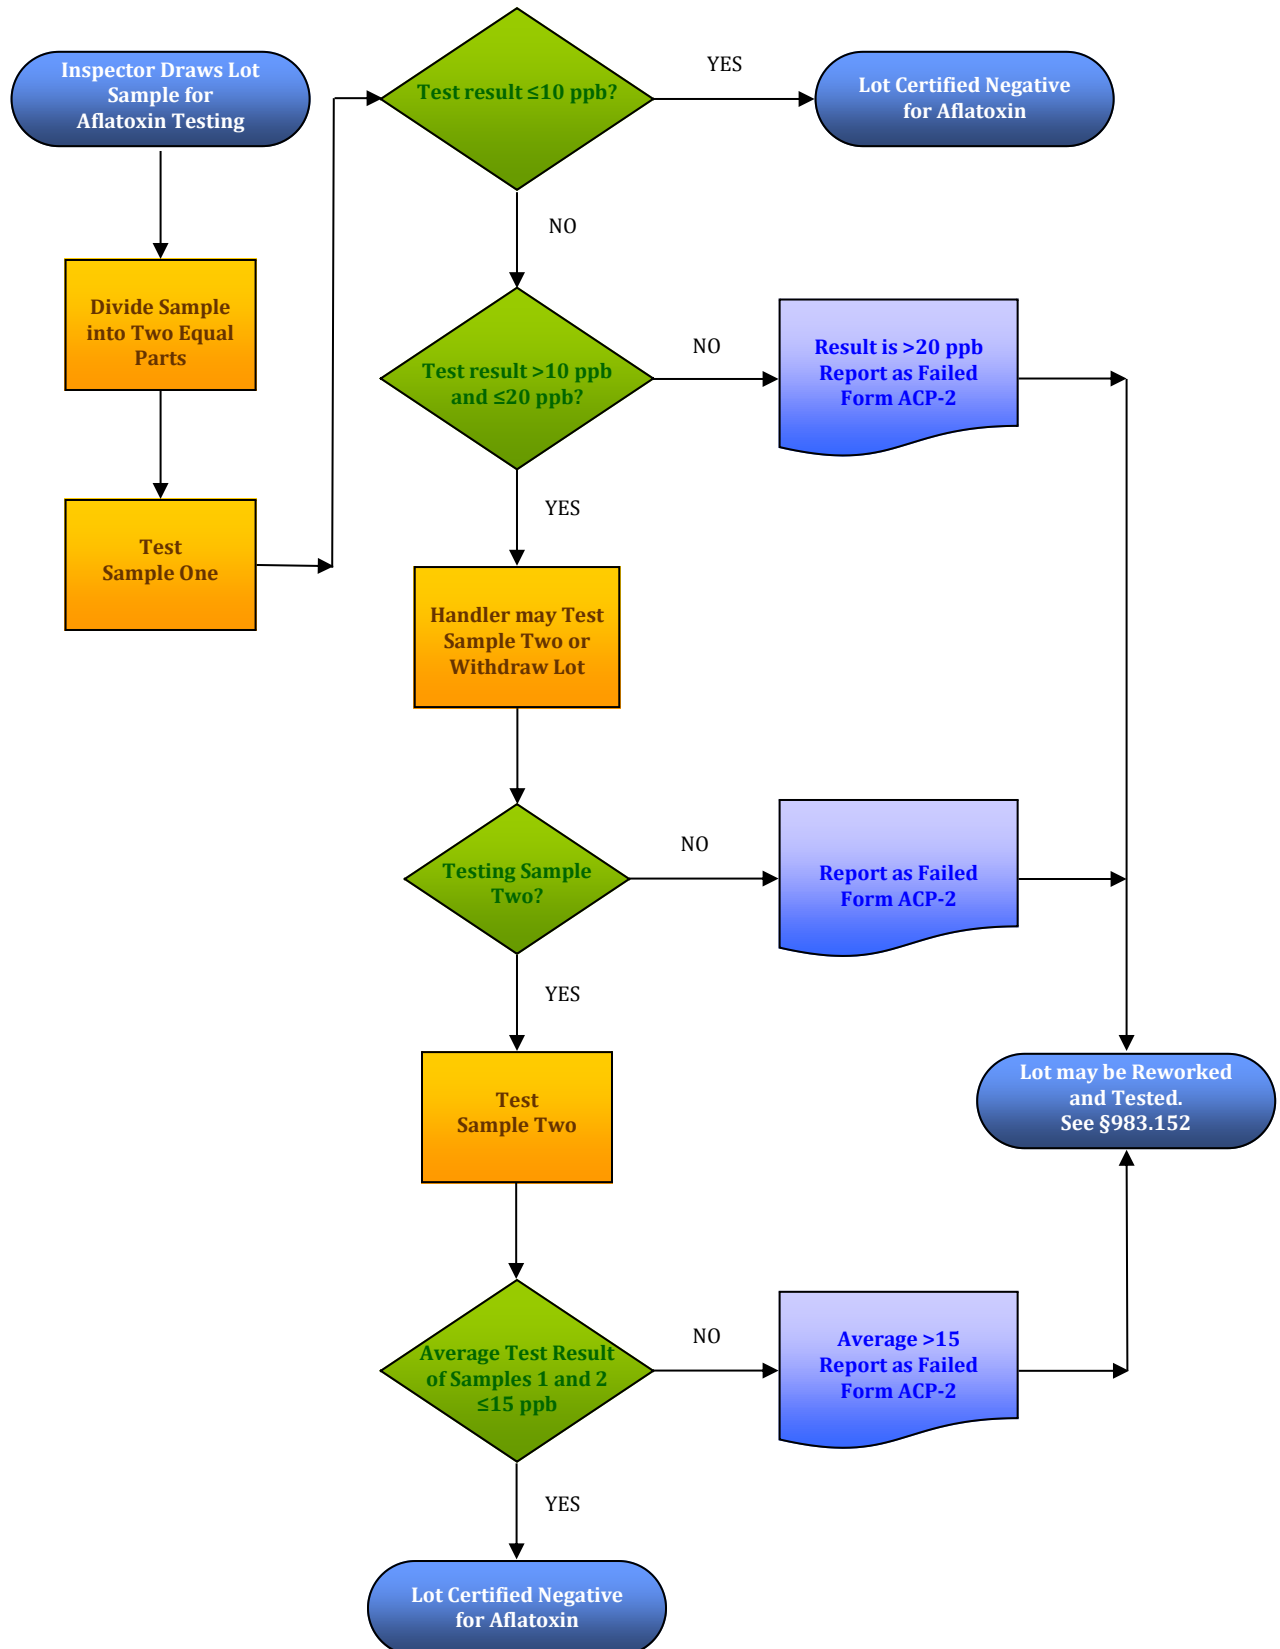 Inspector Draws Lot
Sample for
Aflatoxin Testing
Divide Sample
into Two Equal
Parts
Test
Sample One
Test result ≤10 ppb?
YES
Lot Certified Negative
for Aflatoxin
NO
Test result >10 ppb
and ≤20 ppb?
NO
Result is >20 ppb
Report as Failed
Form ACP-2
YES
Handler may Test
Sample Two or
Withdraw Lot
Testing Sample
Two?
NO
Report as Failed
Form ACP-2
YES
Test
Sample Two
Lot may be Reworked
and Tested.
See §983.152
Average Test Result
of Samples 1 and 2
≤15 ppb
NO
Average >15
Report as Failed
Form ACP-2
YES
Lot Certified Negative
for Aflatoxin